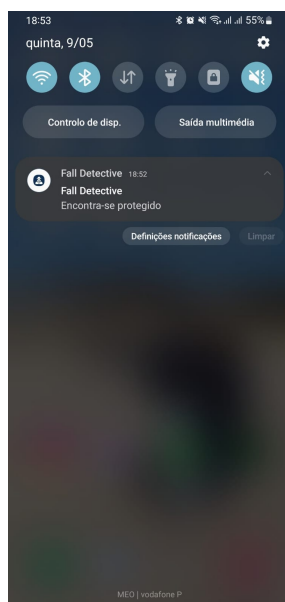 18:53
55%
quinta, 9/05
Controlo de disp.
Saída multimédia
Fall Detective 18:52
Fall Detective
Encontra-se protegido
Definições notificações
Limpar
MEO | vodafone P